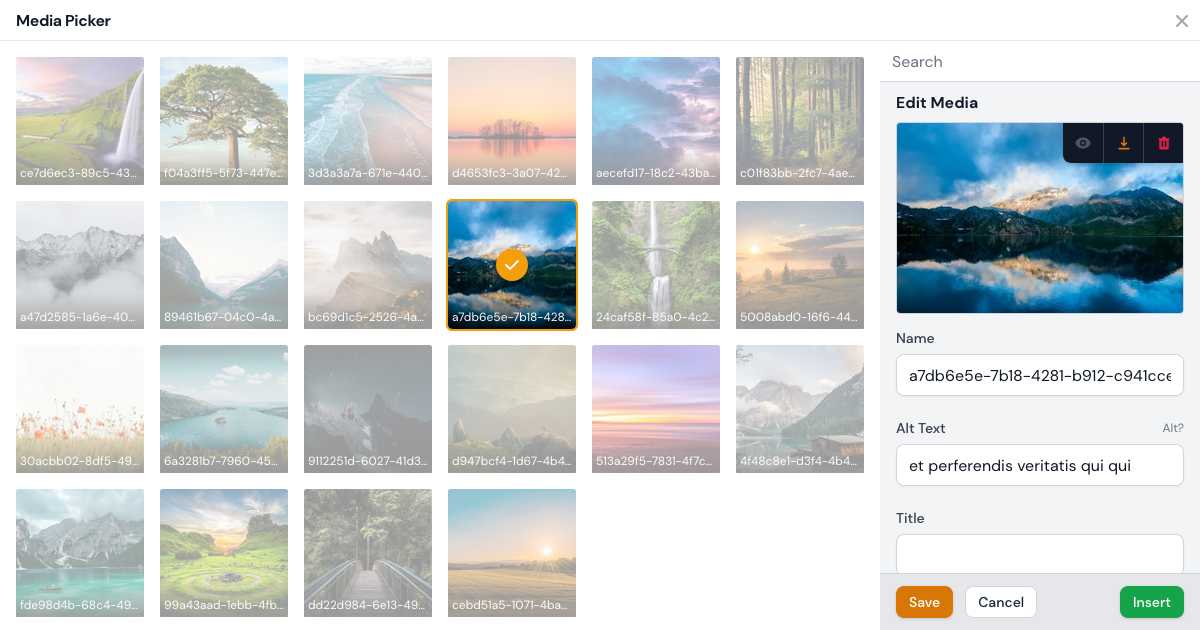 Media Picker
Search
ce7d6ec3-89c5-43...
f04a3ff5-5f73-447e...
3d3a3a7a-671e-440...
d4653fc3-3a07-42...
aecefd17-18c2-43ba...
c01f83bb-2fc7-4ae...
a47d2585-1a6e-40...
89461b67-04c0-4a...
bc69d1c5-2526-4a...
a7db6e5e-7b18-428...
24caf58f-85a0-4c2...
5008abd0-16f6-44...
30acbb02-8df5-49...
6a3281b7-7960-45...
9112251d-6027-41d3...
d947bcf4-1d67-4b4...
513a29f5-7831-4f7c...
4f48c8e1-d3f4-4b4...
fde98d4b-68c4-49...
99a43aad-1ebb-4fb...
dd22d984-6e13-49...
cebd51a5-1071-4ba...
Edit Media
Name
a7db6e5e-7b18-4281-b912-c941cce
Alt Text
Alt?
et perferendis veritatis qui qui
Title
Save
Cancel
Insert